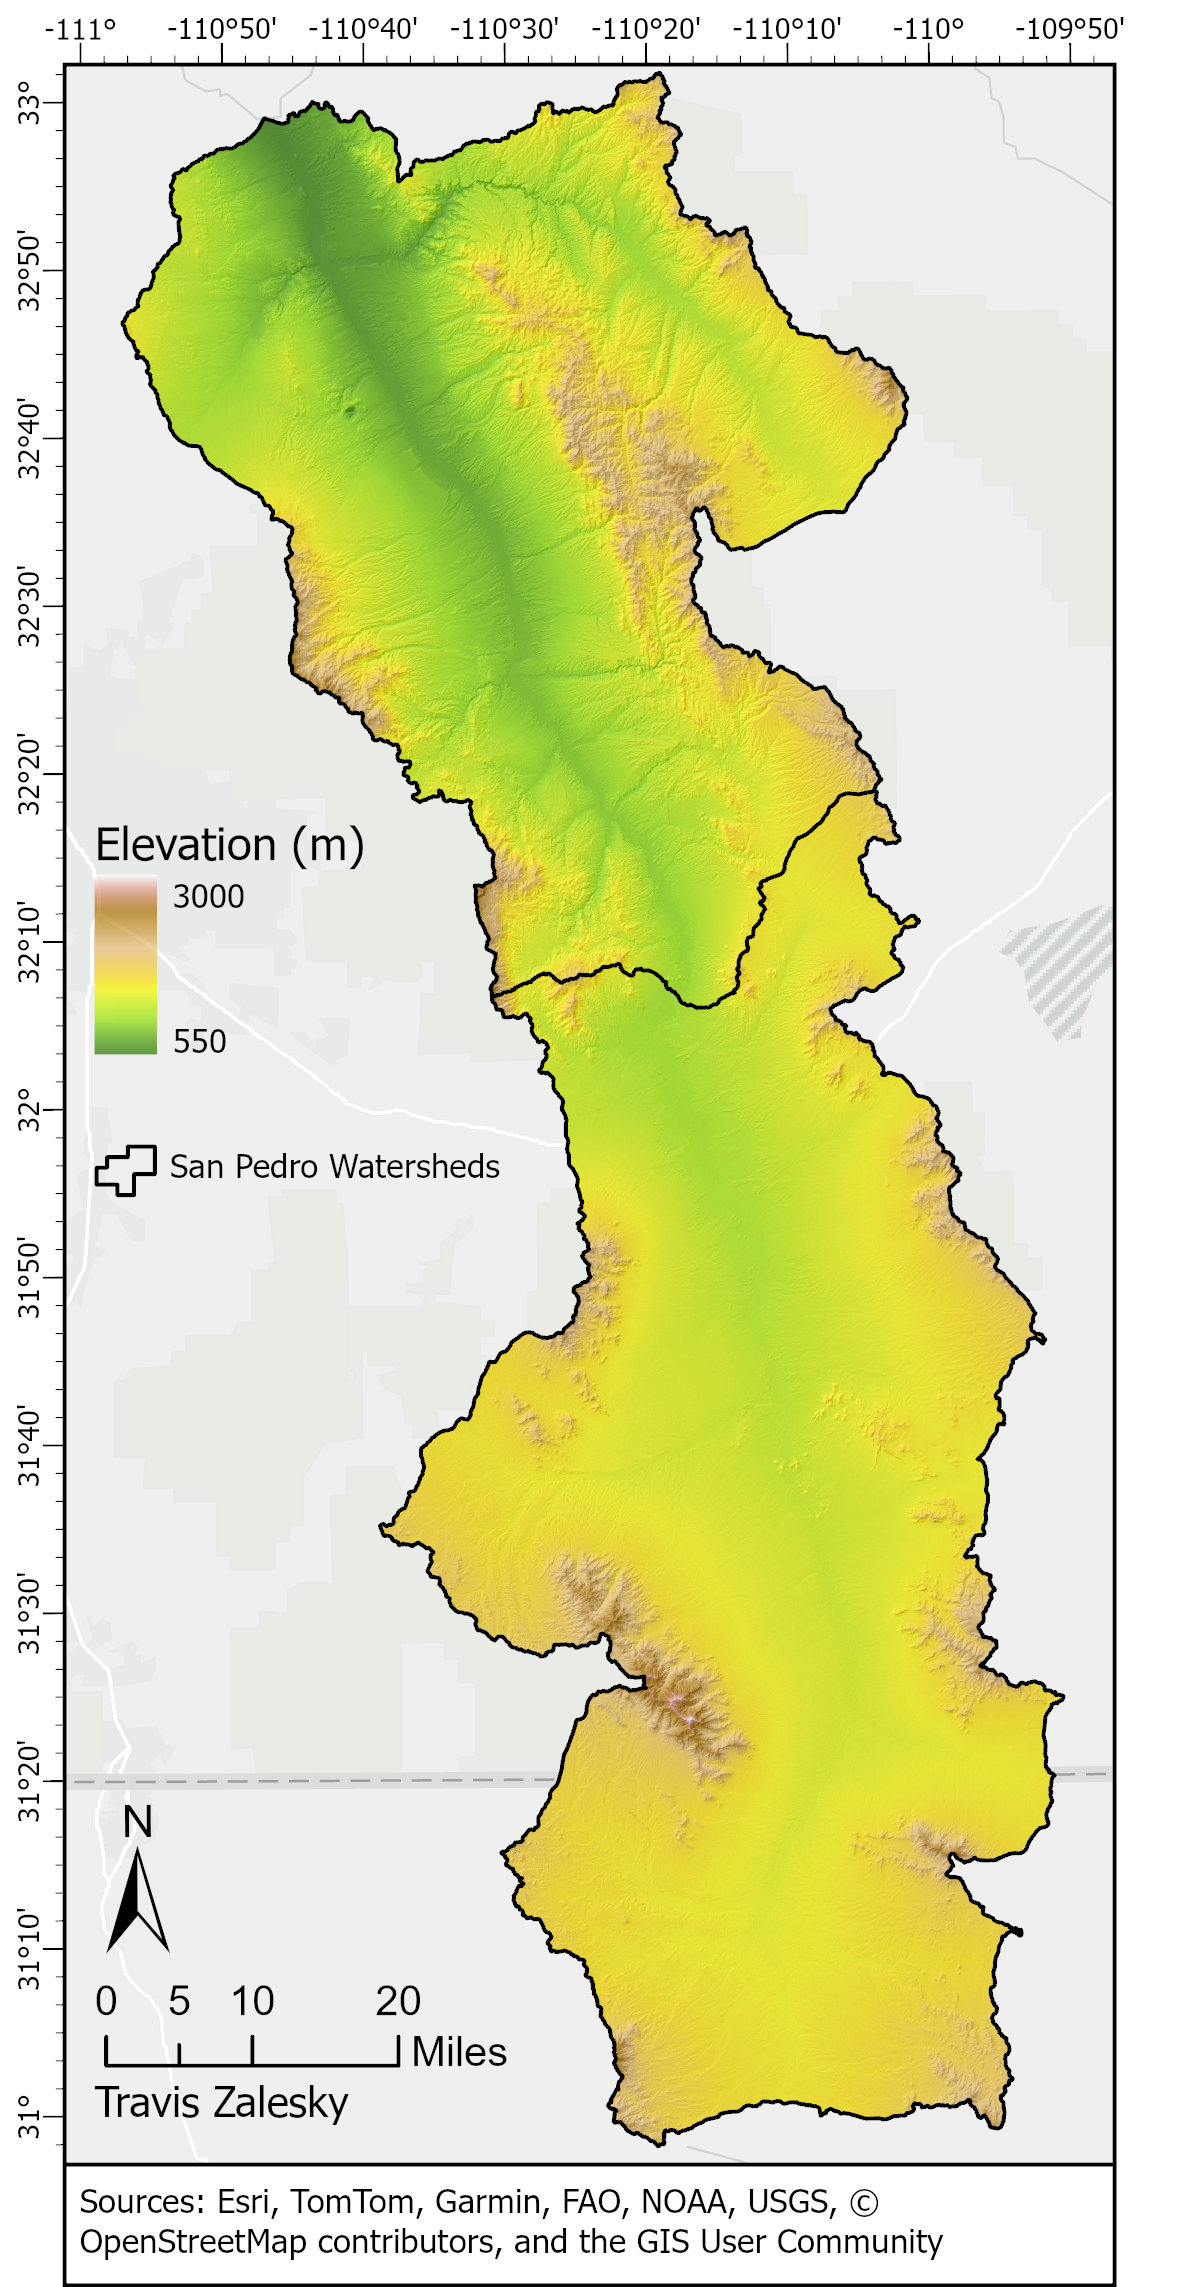 -111° -110°50' -110°40' -110°30' -110°20' -110°10' -110° -109°50'
33°
32°50'
32°40'
32°30'
32°20'
32°10'
32°
31°50'
31°40'
31°30'
31°20'
31°10'
31°
Elevation (m)
3000
550
San Pedro Watersheds
N
0 5 10 20
Miles
Travis Zalesky
Sources: Esri, TomTom, Garmin, FAO, NOAA, USGS, ©
OpenStreetMap contributors, and the GIS User Community